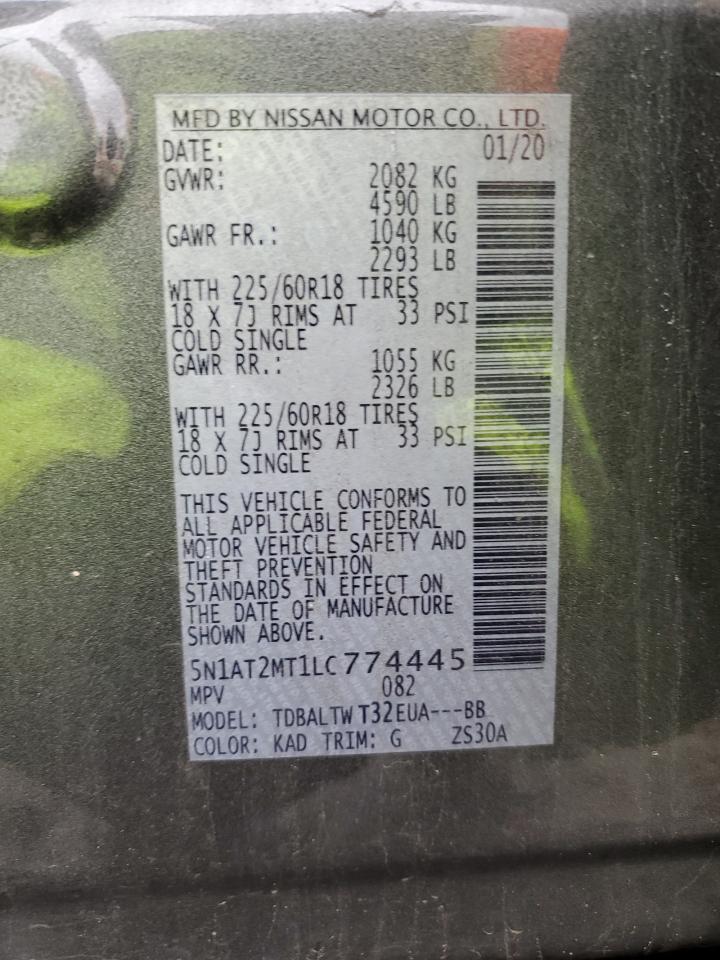 MFD BY NISSAN MOTOR CO., LTD.
DATE: 01/20
GVWR: 2082 KG
4590 LB
GAWR FR.: 1040 KG
2293 LB
WITH 225/60R18 TIRES
18 X 7J RIMS AT 33 PSI
COLD SINGLE
GAWR RR.: 1055 KG
2326 LB
WITH 225/60R18 TIRES
18 X 7J RIMS AT 33 PSI
COLD SINGLE
THIS VEHICLE CONFORMS TO
ALL APPLICABLE FEDERAL
MOTOR VEHICLE SAFETY AND
THEFT PREVENTION
STANDARDS IN EFFECT ON
THE DATE OF MANUFACTURE
SHOWN ABOVE.
5N1AT2MT1LC774445
MPV 082
MODEL: TDBALTW T32EUA---BB
COLOR: KAD TRIM: G ZS30A